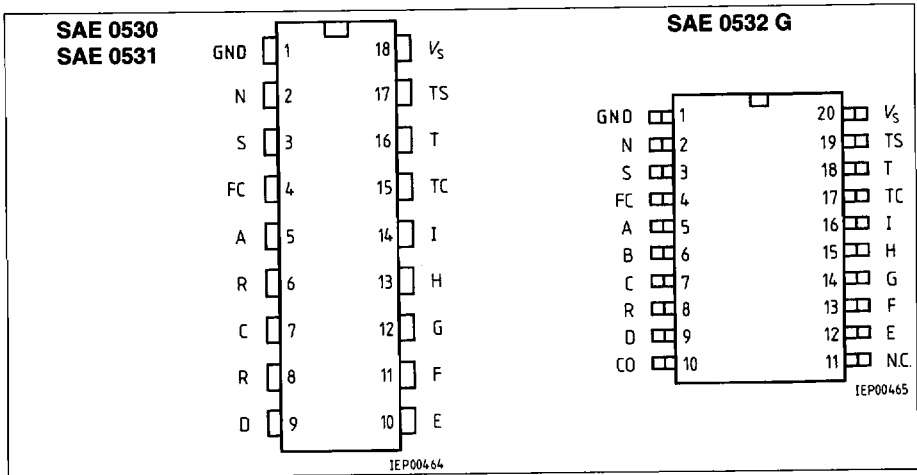 SAE 0530
SAE 0531
GND 1 18 VS
N 2 17 TS
S 3 16 T
FC 4 15 TC
A 5 14 I
R 6 13 H
C 7 12 G
R 8 11 F
D 9 10 E
IEP00464
SAE 0532 G
GND 1 20 VS
N 2 19 TS
S 3 18 T
FC 4 17 TC
A 5 16 I
B 6 15 H
C 7 14 G
R 8 13 F
D 9 12 E
CO 10 11 N.C.
IEP00465